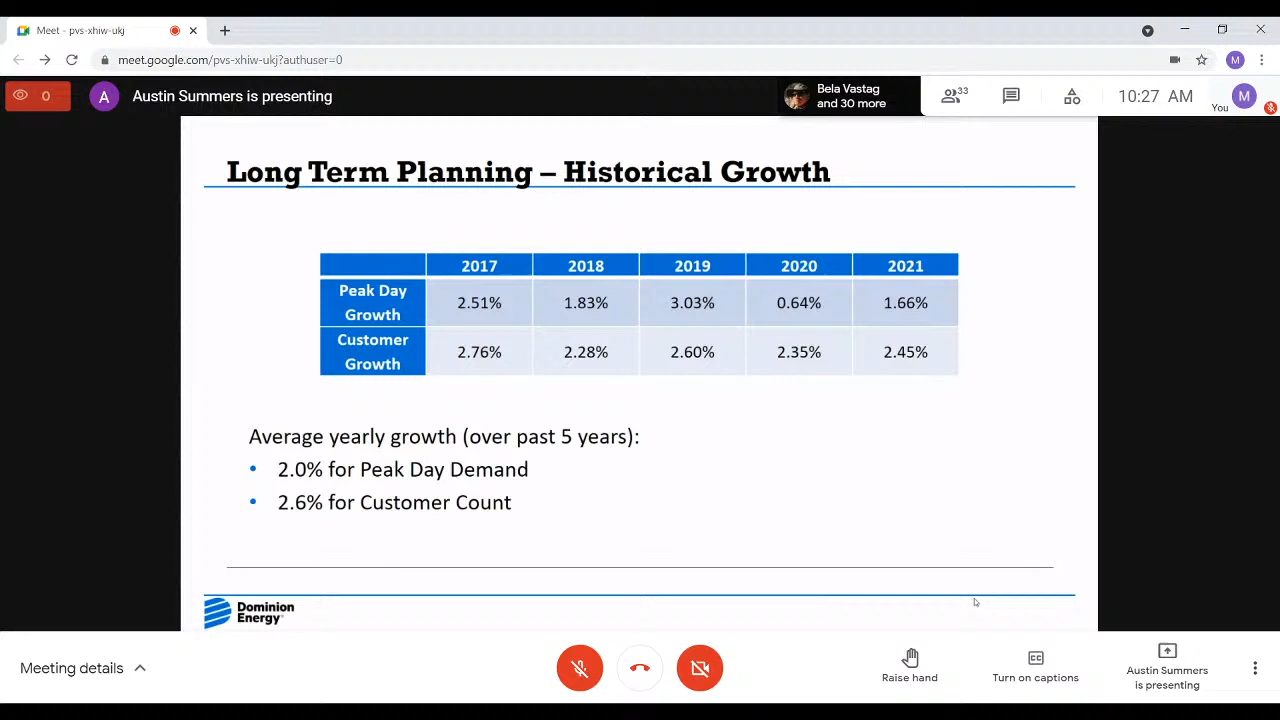 Meet - pvs-xhiw-ukj
meet.google.com/pvs-xhiw-ukj?authuser=0
M
0
A
Austin Summers is presenting
Bela Vastag
and 30 more
33
10:27 AM
You
M
Long Term Planning – Historical Growth
2017 2018 2019 2020 2021
Peak Day
Growth
2.51% 1.83% 3.03% 0.64% 1.66%
Customer
Growth
2.76% 2.28% 2.60% 2.35% 2.45%
Average yearly growth (over past 5 years):
• 2.0% for Peak Day Demand
• 2.6% for Customer Count
Dominion
Energy
Meeting details
Raise hand
CC
Turn on captions
Austin Summers
is presenting